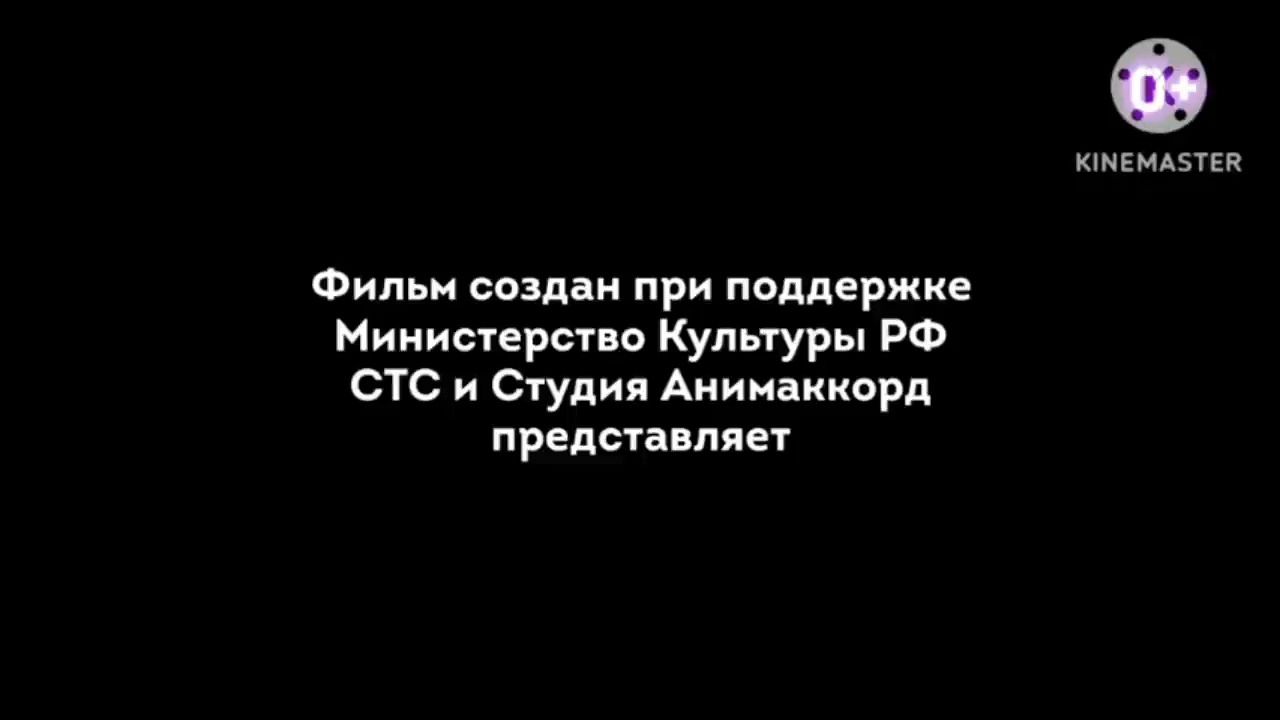 0+
KINEMASTER
Фильм создан при поддержке
Министерство Культуры РФ
СТС и Студия Анимаккорд
представляет